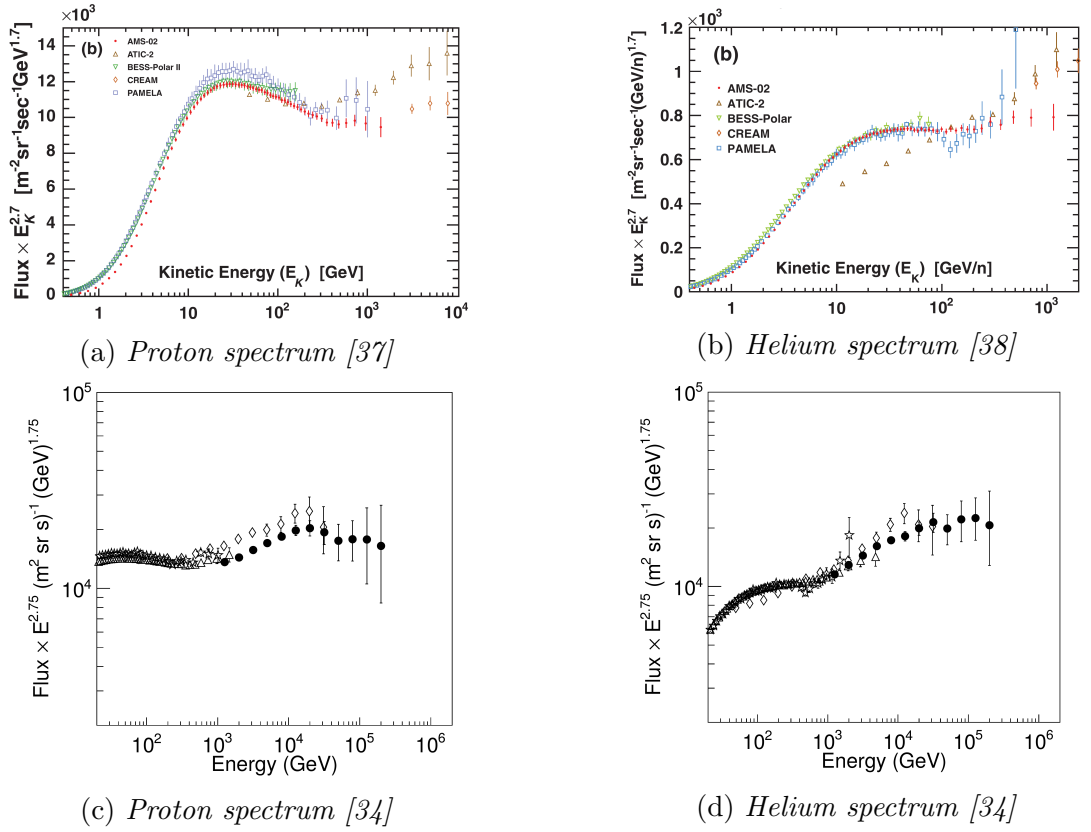 ×10³
14
12
10
8
6
4
2
0
Flux × E_K^2.7 [m⁻²sr⁻¹sec⁻¹GeV^1.7]
(b)
AMS-02
ATIC-2
BESS-Polar II
CREAM
PAMELA
Kinetic Energy (E_K) [GeV]
1 10 10² 10³ 10⁴
(a) Proton spectrum [37]
×10³
1.2
1
0.8
0.6
0.4
0.2
0
Flux × E_K^2.7 [m⁻²sr⁻¹sec⁻¹(GeV/n)^1.7]
(b)
AMS-02
ATIC-2
BESS-Polar
CREAM
PAMELA
Kinetic Energy (E_K) [GeV/n]
1 10 10² 10³
(b) Helium spectrum [38]
10⁵
10⁴
Flux × E^2.75 (m² sr s)⁻¹ (GeV)^1.75
10² 10³ 10⁴ 10⁵ 10⁶
Energy (GeV)
(c) Proton spectrum [34]
10⁵
10⁴
Flux × E^2.75 (m² sr s)⁻¹ (GeV)^1.75
10² 10³ 10⁴ 10⁵ 10⁶
Energy (GeV)
(d) Helium spectrum [34]